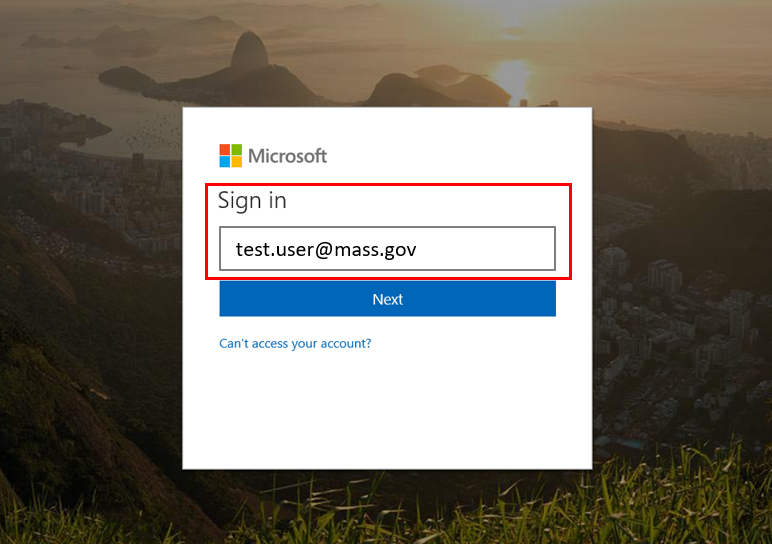 Microsoft
Sign in
test.user@mass.gov
Next
Can't access your account?